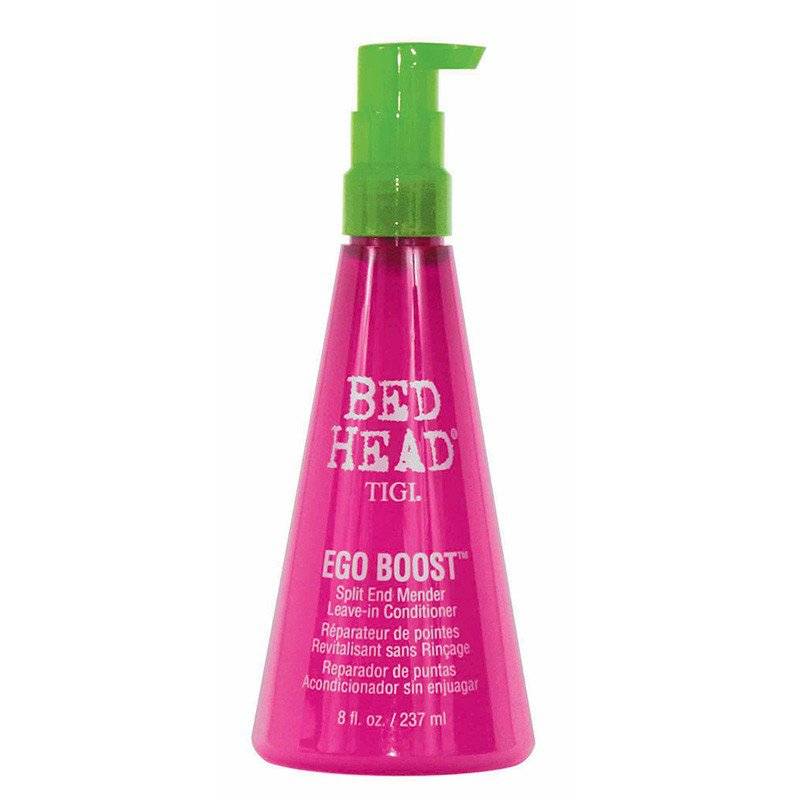 BED
HEAD®
TIGI.
EGO BOOST™
Split End Mender
Leave-in Conditioner
Réparateur de pointes
Revitalisant sans Rinçage
Reparador de puntas
Acondicionador sin enjuagar
8 fl. oz. / 237 ml